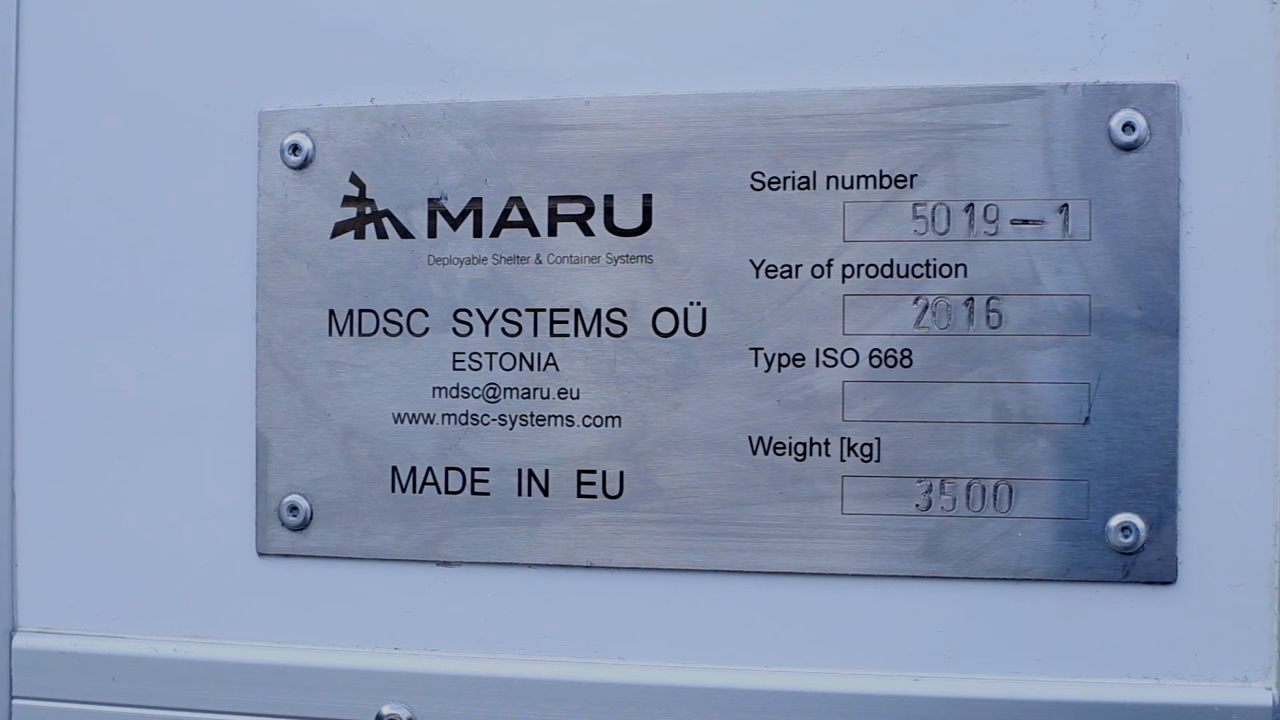 MARU
Deployable Shelter & Container Systems
MDSC SYSTEMS OÜ
ESTONIA
mdsc@maru.eu
www.mdsc-systems.com
MADE IN EU
Serial number
5019-1
Year of production
2016
Type ISO 668
Weight [kg]
3500